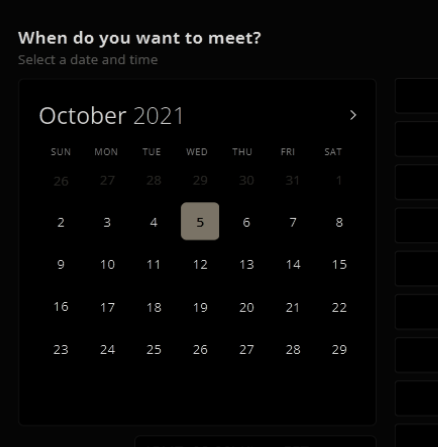 When do you want to meet?
Select a date and time
October 2021
SUN MON TUE WED THU FRI SAT
26 27 28 29 30 31 1
2 3 4 5 6 7 8
9 10 11 12 13 14 15
16 17 18 19 20 21 22
23 24 25 26 27 28 29